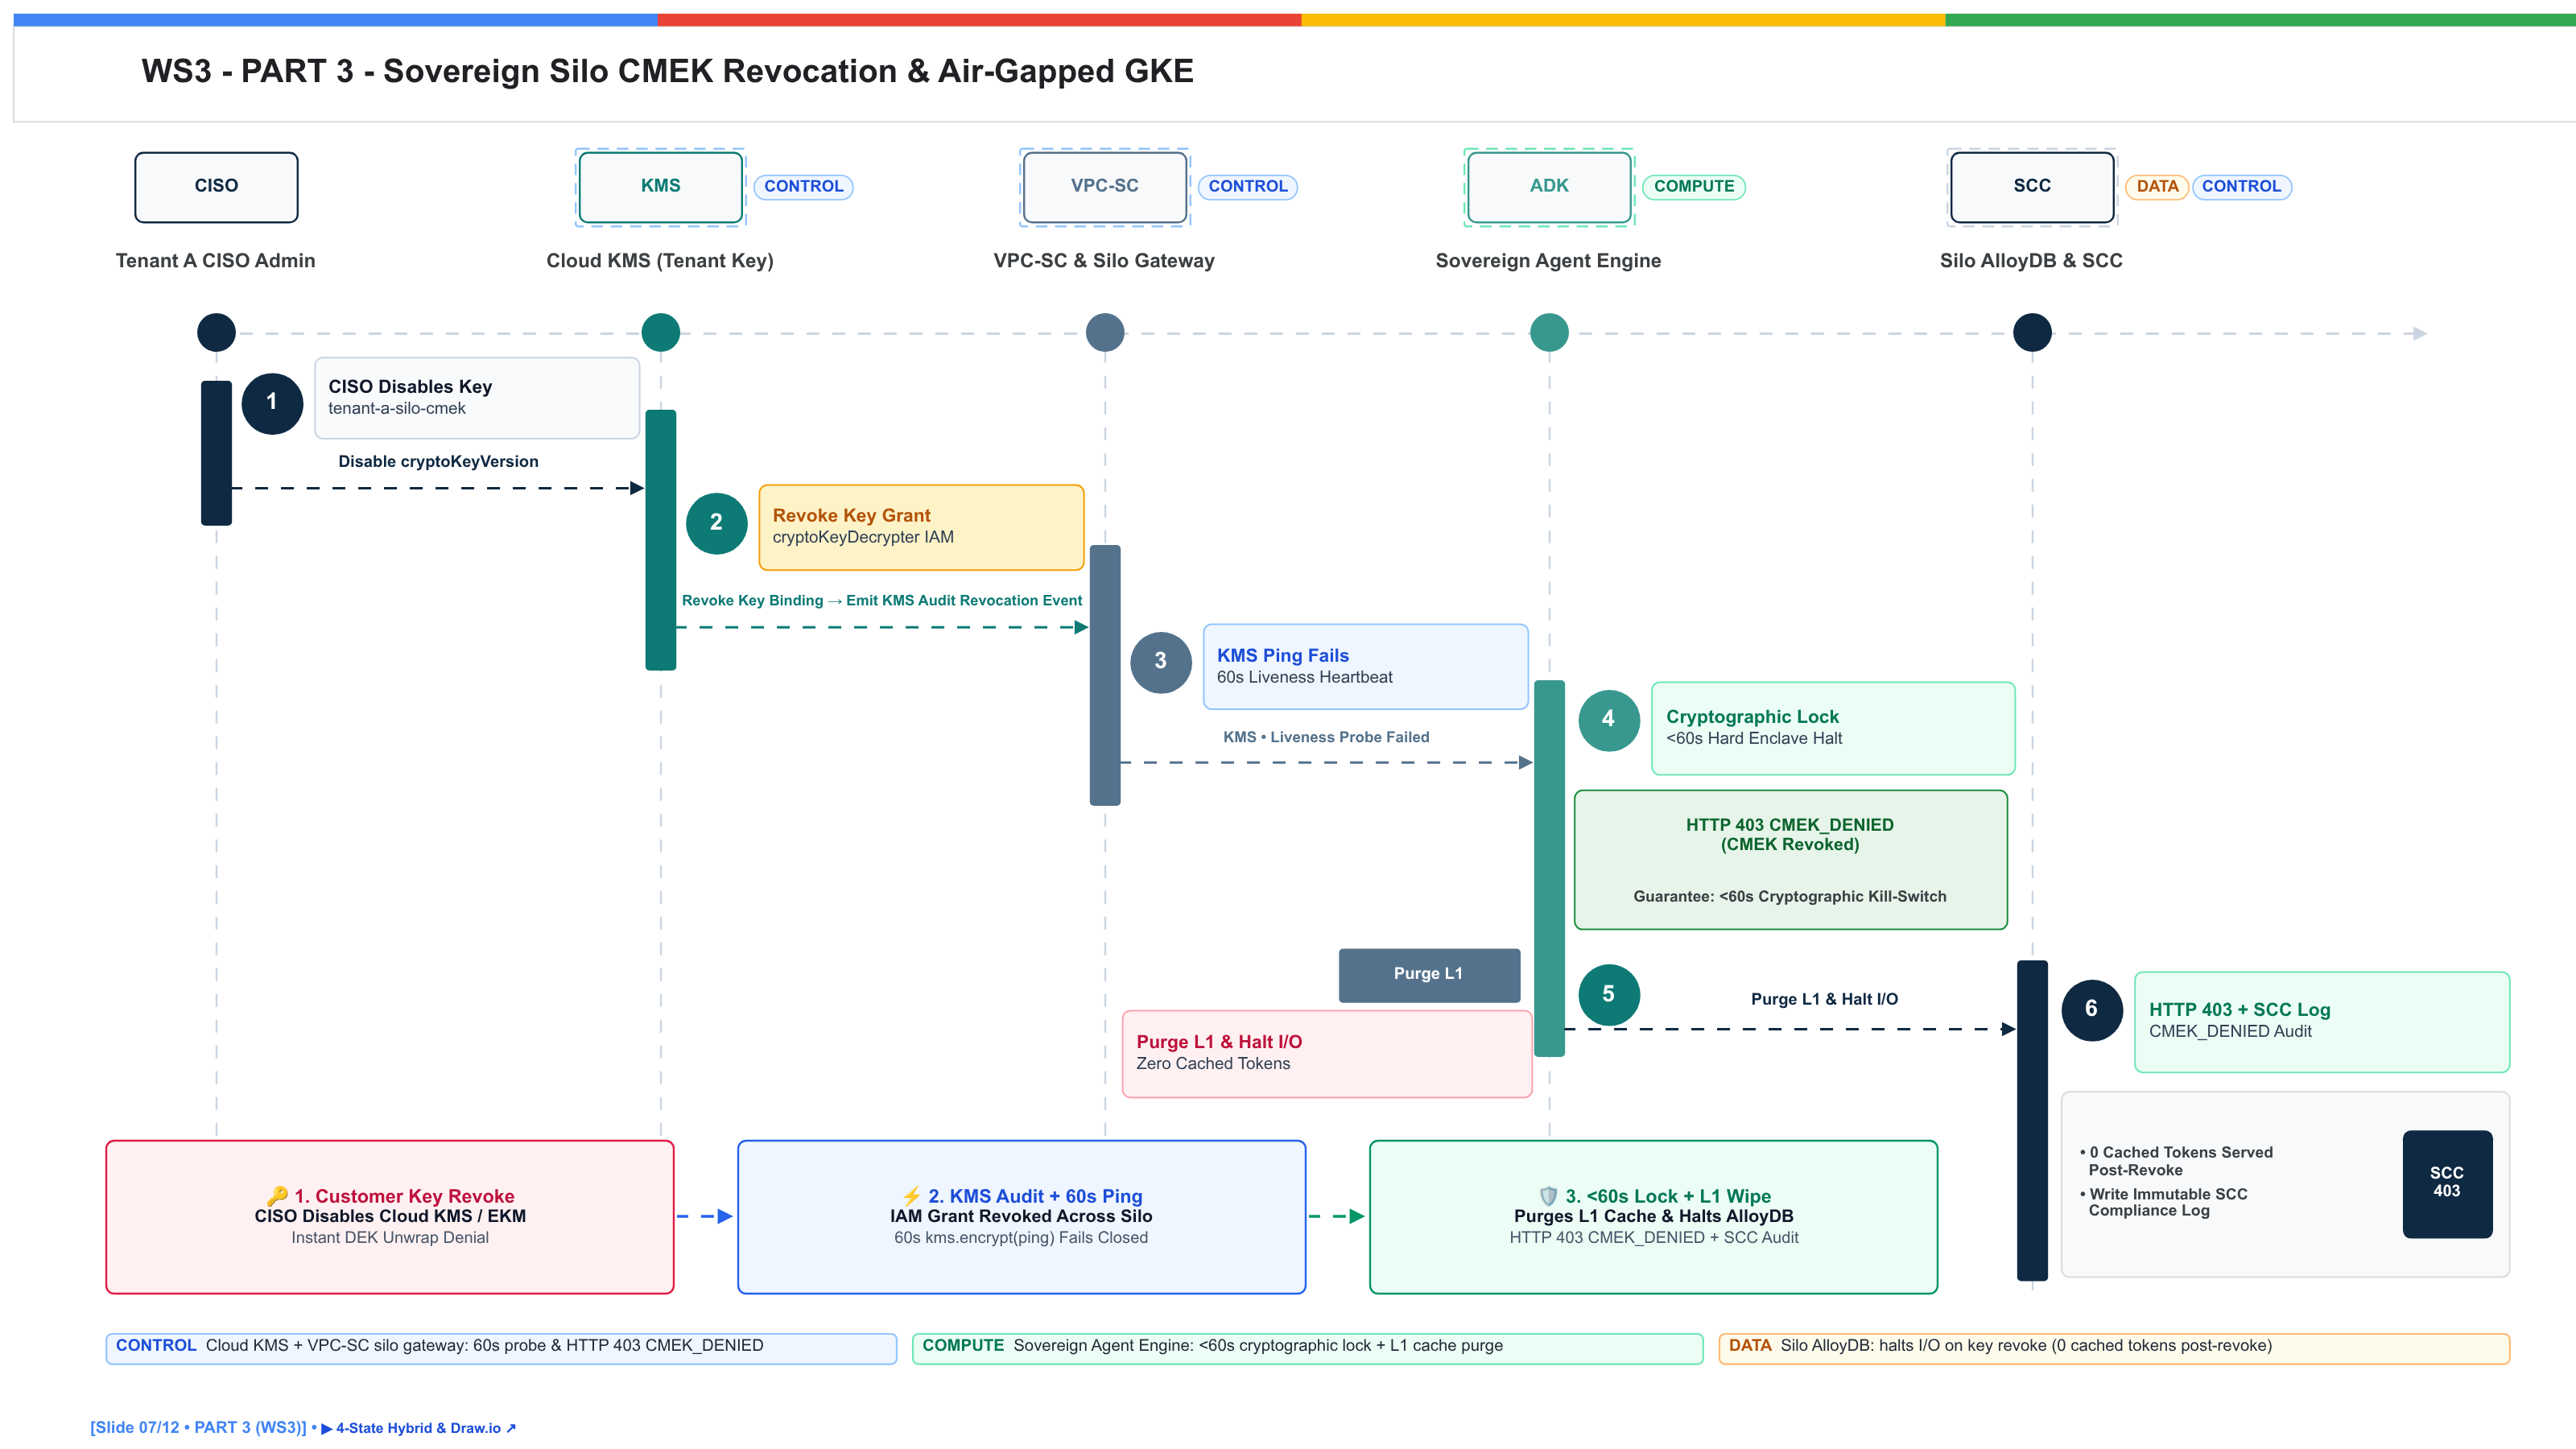 WS3 - PART 3 - Sovereign Silo CMEK Revocation & Air-Gapped GKE
CISO
KMS
CONTROL
VPC-SC
CONTROL
ADK
COMPUTE
SCC
DATA
CONTROL
Tenant A CISO Admin
Cloud KMS (Tenant Key)
VPC-SC & Silo Gateway
Sovereign Agent Engine
Silo AlloyDB & SCC
1
CISO Disables Key
tenant-a-silo-cmek
Disable cryptoKeyVersion
2
Revoke Key Grant
cryptoKeyDecrypter IAM
Revoke Key Binding → Emit KMS Audit Revocation Event
3
KMS Ping Fails
60s Liveness Heartbeat
KMS • Liveness Probe Failed
4
Cryptographic Lock
<60s Hard Enclave Halt
HTTP 403 CMEK_DENIED
(CMEK Revoked)
Guarantee: <60s Cryptographic Kill-Switch
Purge L1
5
Purge L1 & Halt I/O
Purge L1 & Halt I/O
Zero Cached Tokens
6
HTTP 403 + SCC Log
CMEK_DENIED Audit
• 0 Cached Tokens Served
Post-Revoke
• Write Immutable SCC
Compliance Log
SCC
403
🔑 1. Customer Key Revoke
CISO Disables Cloud KMS / EKM
Instant DEK Unwrap Denial
⚡ 2. KMS Audit + 60s Ping
IAM Grant Revoked Across Silo
60s kms.encrypt(ping) Fails Closed
🛡️ 3. <60s Lock + L1 Wipe
Purges L1 Cache & Halts AlloyDB
HTTP 403 CMEK_DENIED + SCC Audit
CONTROL Cloud KMS + VPC-SC silo gateway: 60s probe & HTTP 403 CMEK_DENIED
COMPUTE Sovereign Agent Engine: <60s cryptographic lock + L1 cache purge
DATA Silo AlloyDB: halts I/O on key revoke (0 cached tokens post-revoke)
[Slide 07/12 • PART 3 (WS3)] • ▶ 4-State Hybrid & Draw.io ↗